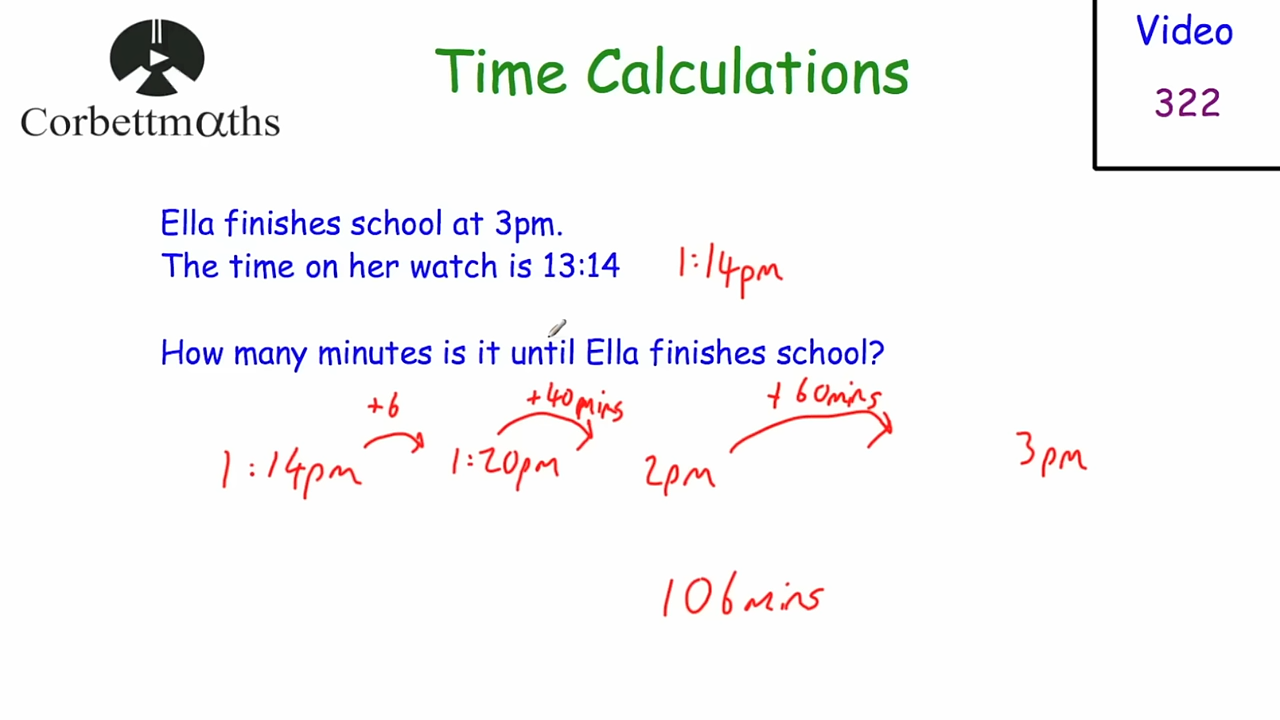 Corbettmαths
Time Calculations
Video
322
Ella finishes school at 3pm.
The time on her watch is 13:14
1:14pm
How many minutes is it until Ella finishes school?
+6
+40mins
+60mins
1:14pm
1:20pm
2pm
3pm
106mins